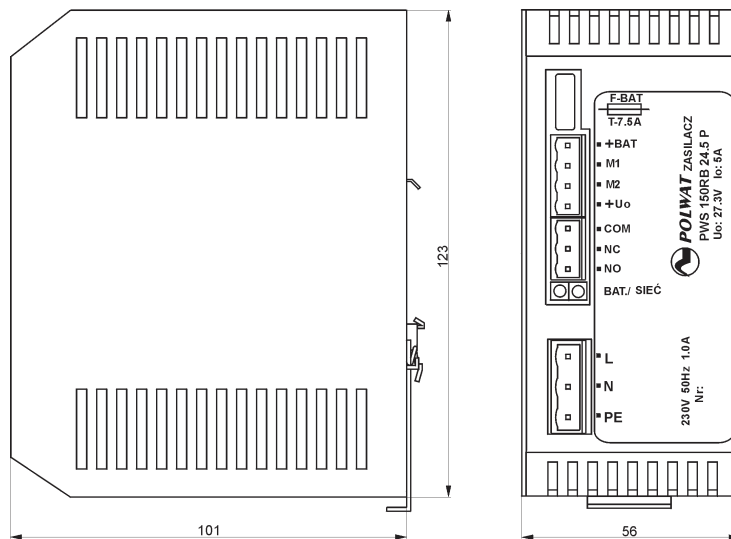 123
101
F-BAT
T-7.5A
+BAT
M1
M2
+Uo
COM
NC
NO
BAT./ SIEĆ
L
N
PE
POLWAT ZASILACZ
PWS 150RB 24.5 P
Uo: 27.3V Io: 5A
230V 50Hz 1.0A
Nr:
56